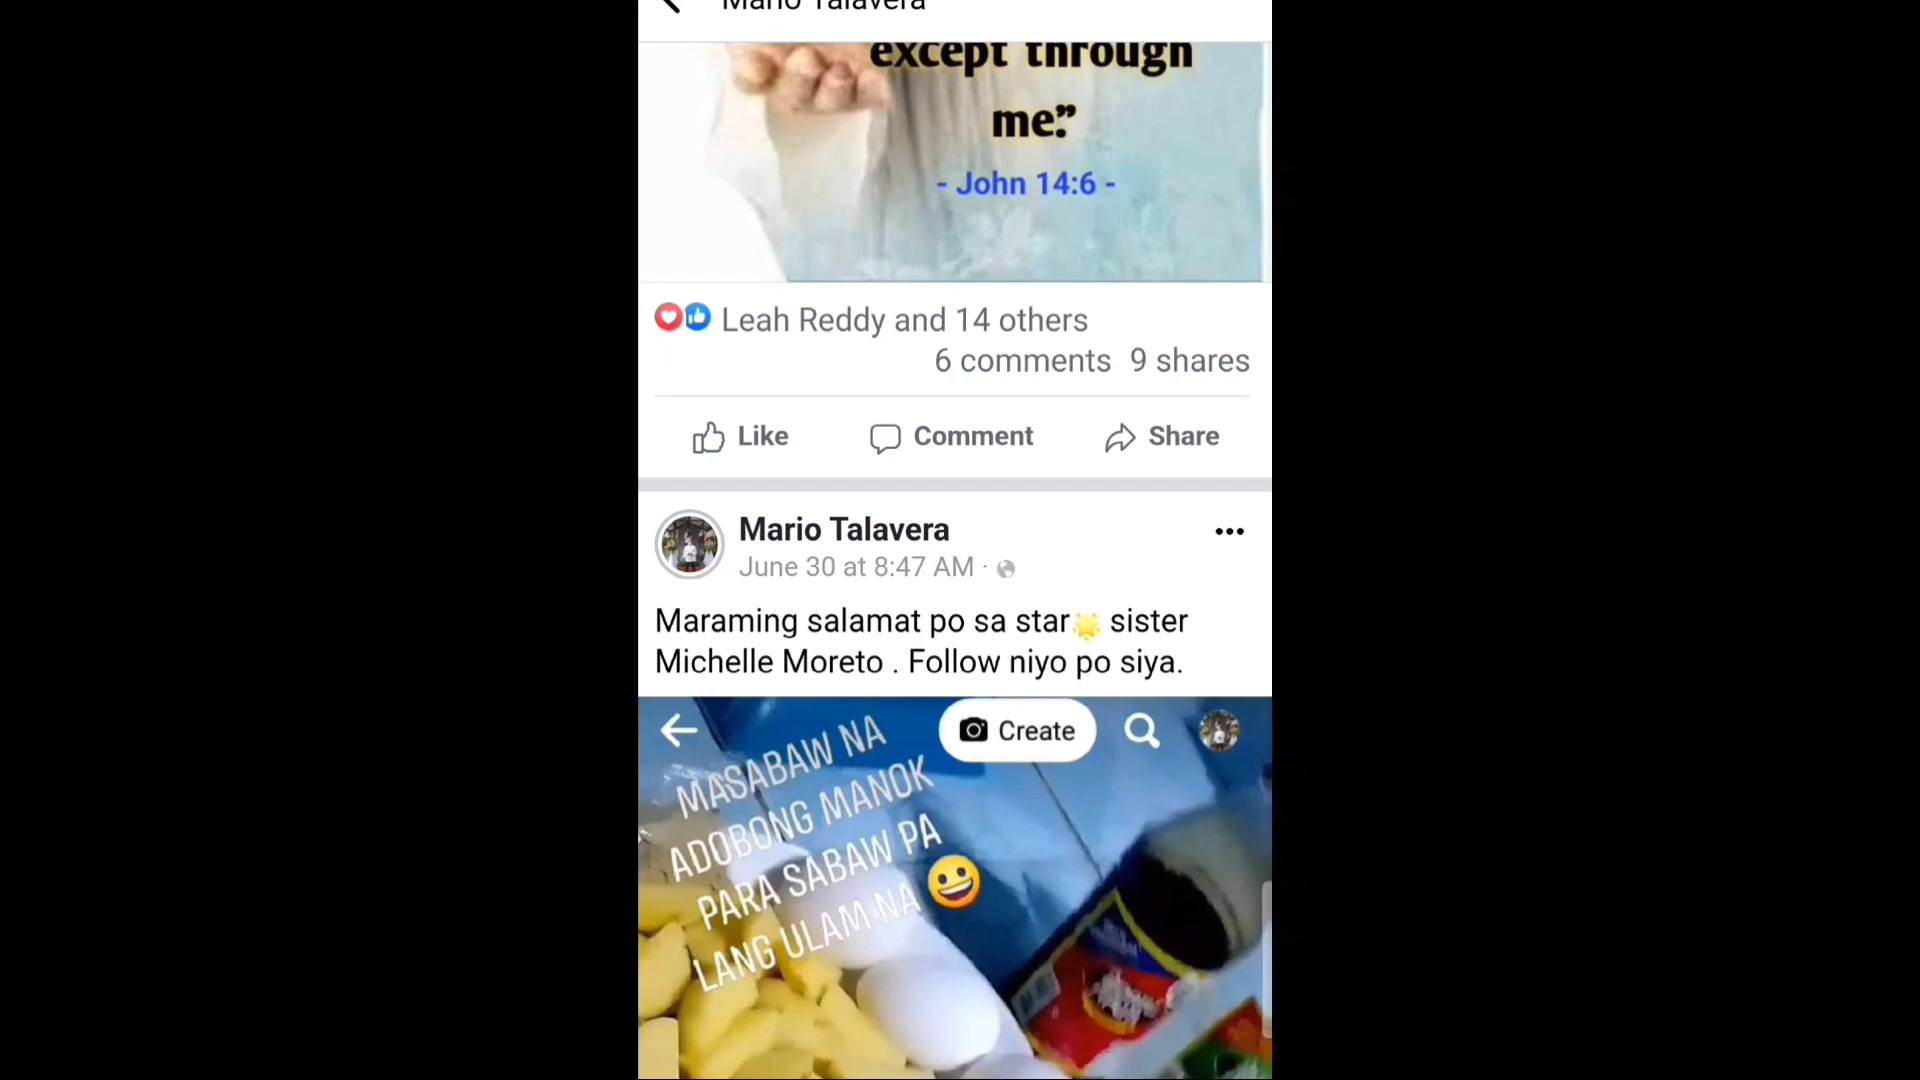 Mario Talavera
except through
me."
- John 14:6 -
Leah Reddy and 14 others
6 comments 9 shares
Like Comment Share
Mario Talavera
June 30 at 8:47 AM ·
Maraming salamat po sa star🌟 sister
Michelle Moreto . Follow niyo po siya.
Create
MASABAW NA
ADOBONG MANOK
PARA SABAW PA
LANG ULAM NA 😀